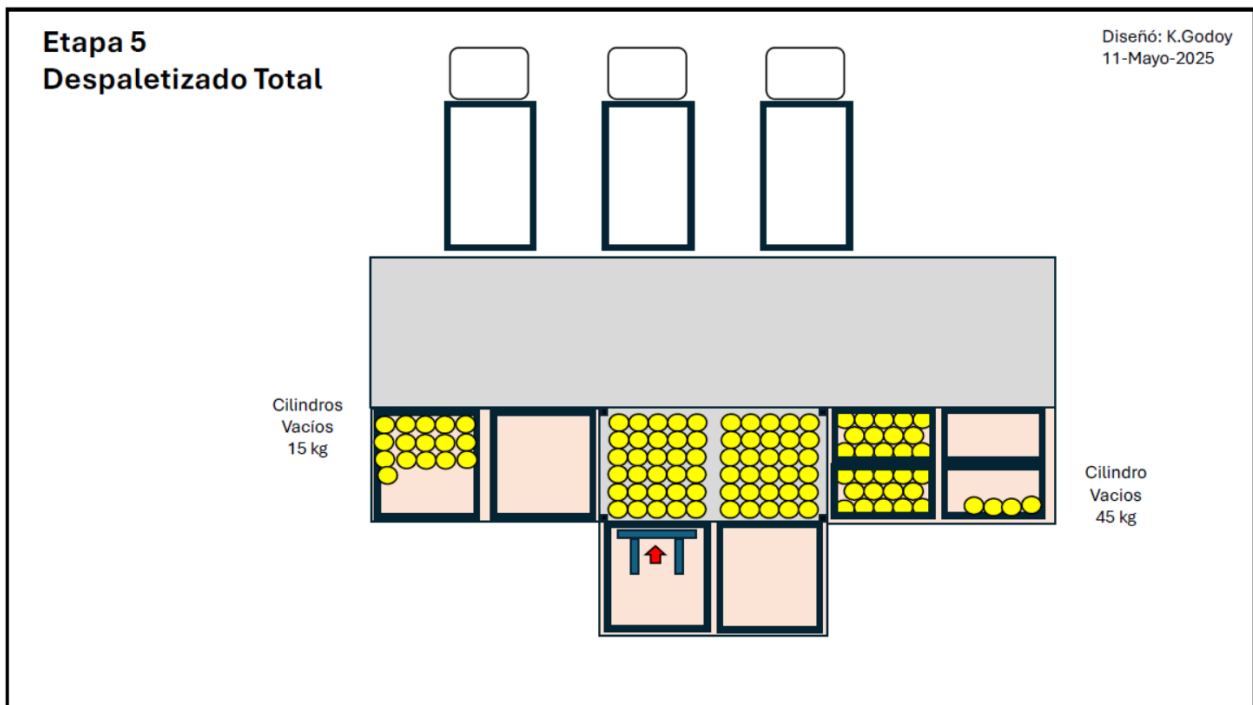 Etapa 5
Despaletizado Total
Diseñó: K.Godoy
11-Mayo-2025
Cilindros
Vacíos
15 kg
Cilindro
Vacios
45 kg